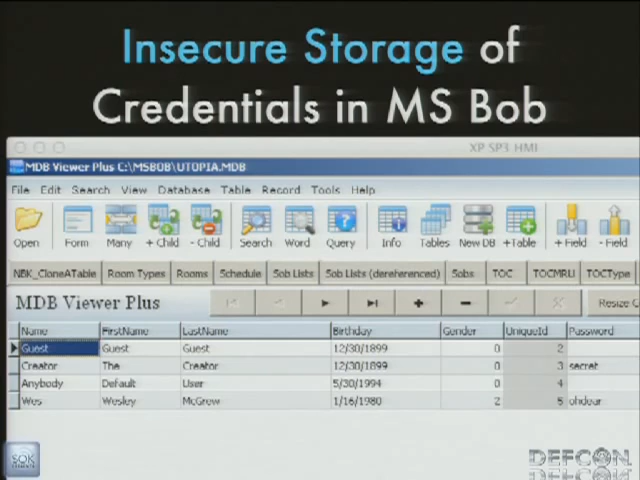 Insecure Storage of
Credentials in MS Bob
XP SP3 HMI
MDB Viewer Plus C:\MSBOB\UTOPIA.MDB
File Edit Search View Database Table Record Tools Help
Open Form Many + Child - Child Search Word Query Info Tables New DB +Table + Field - Field
NBK_CloneATable Room Types Rooms Schedule Sob Lists Sob Lists (dereferenced) Sobs TOC TOCMRU TOCType
MDB Viewer Plus Resize C
Name FirstName LastName Birthday Gender UniqueId Password
Guest Guest Guest 12/30/1899 0 2
Creator The Creator 12/30/1899 0 3 secret
Anybody Default User 5/30/1994 0 4
Wes Wesley McGrew 1/16/1980 2 5 ohdear
SOK
DEFCON